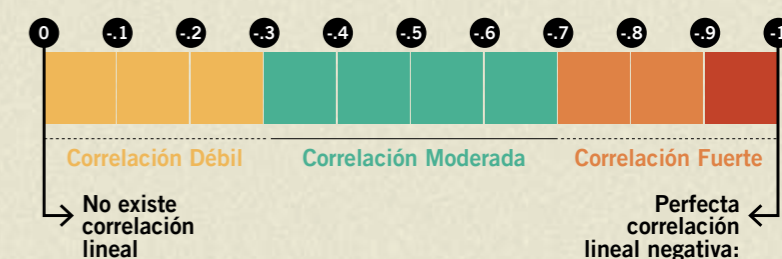 0 -.1 -.2 -.3 -.4 -.5 -.6 -.7 -.8 -.9 -1
Correlación Débil Correlación Moderada Correlación Fuerte
No existe
correlación
lineal
Perfecta
correlación
lineal negativa: